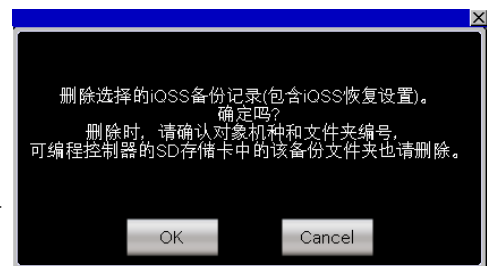 删除选择的iQSS备份记录(包含iQSS恢复设置)。
确定吗?
删除时，请确认对象机种和文件夹编号，
可编程控制器的SD存储卡中的该备份文件夹也请删除。
OK
Cancel